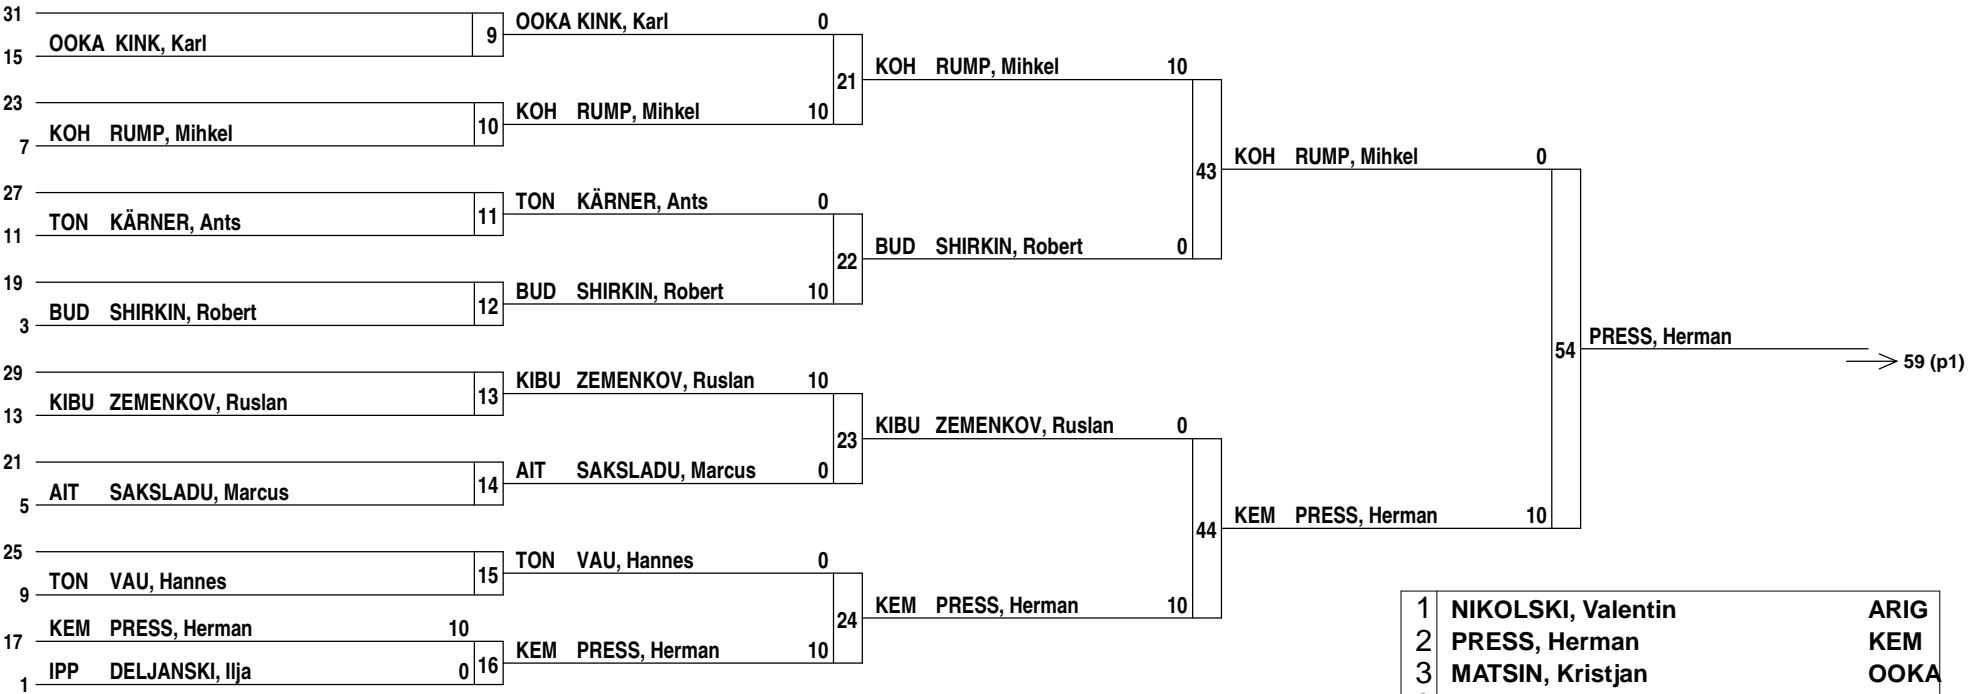 31
OOKA KINK, Karl
15
9
23
KOH RUMP, Mihkel
7
10
27
TON KÄRNER, Ants
11
11
19
BUD SHIRKIN, Robert
3
12
29
KIBU ZEMENKOV, Ruslan
13
13
21
AIT SAKSLADU, Marcus
5
14
25
TON VAU, Hannes
9
15
KEM PRESS, Herman 10
17
IPP DELJANSKI, Ilja 0
1
16
OOKA KINK, Karl 0
KOH RUMP, Mihkel 10
21
TON KÄRNER, Ants 0
BUD SHIRKIN, Robert 10
22
KIBU ZEMENKOV, Ruslan 10
AIT SAKSLADU, Marcus 0
23
TON VAU, Hannes 0
KEM PRESS, Herman 10
24
KOH RUMP, Mihkel 10
BUD SHIRKIN, Robert 0
43
KIBU ZEMENKOV, Ruslan 0
KEM PRESS, Herman 10
44
KOH RUMP, Mihkel 0
KEM PRESS, Herman 10
54
PRESS, Herman
59 (p1)
1 NIKOLSKI, Valentin ARIG
2 PRESS, Herman KEM
3 MATSIN, Kristjan OOKA